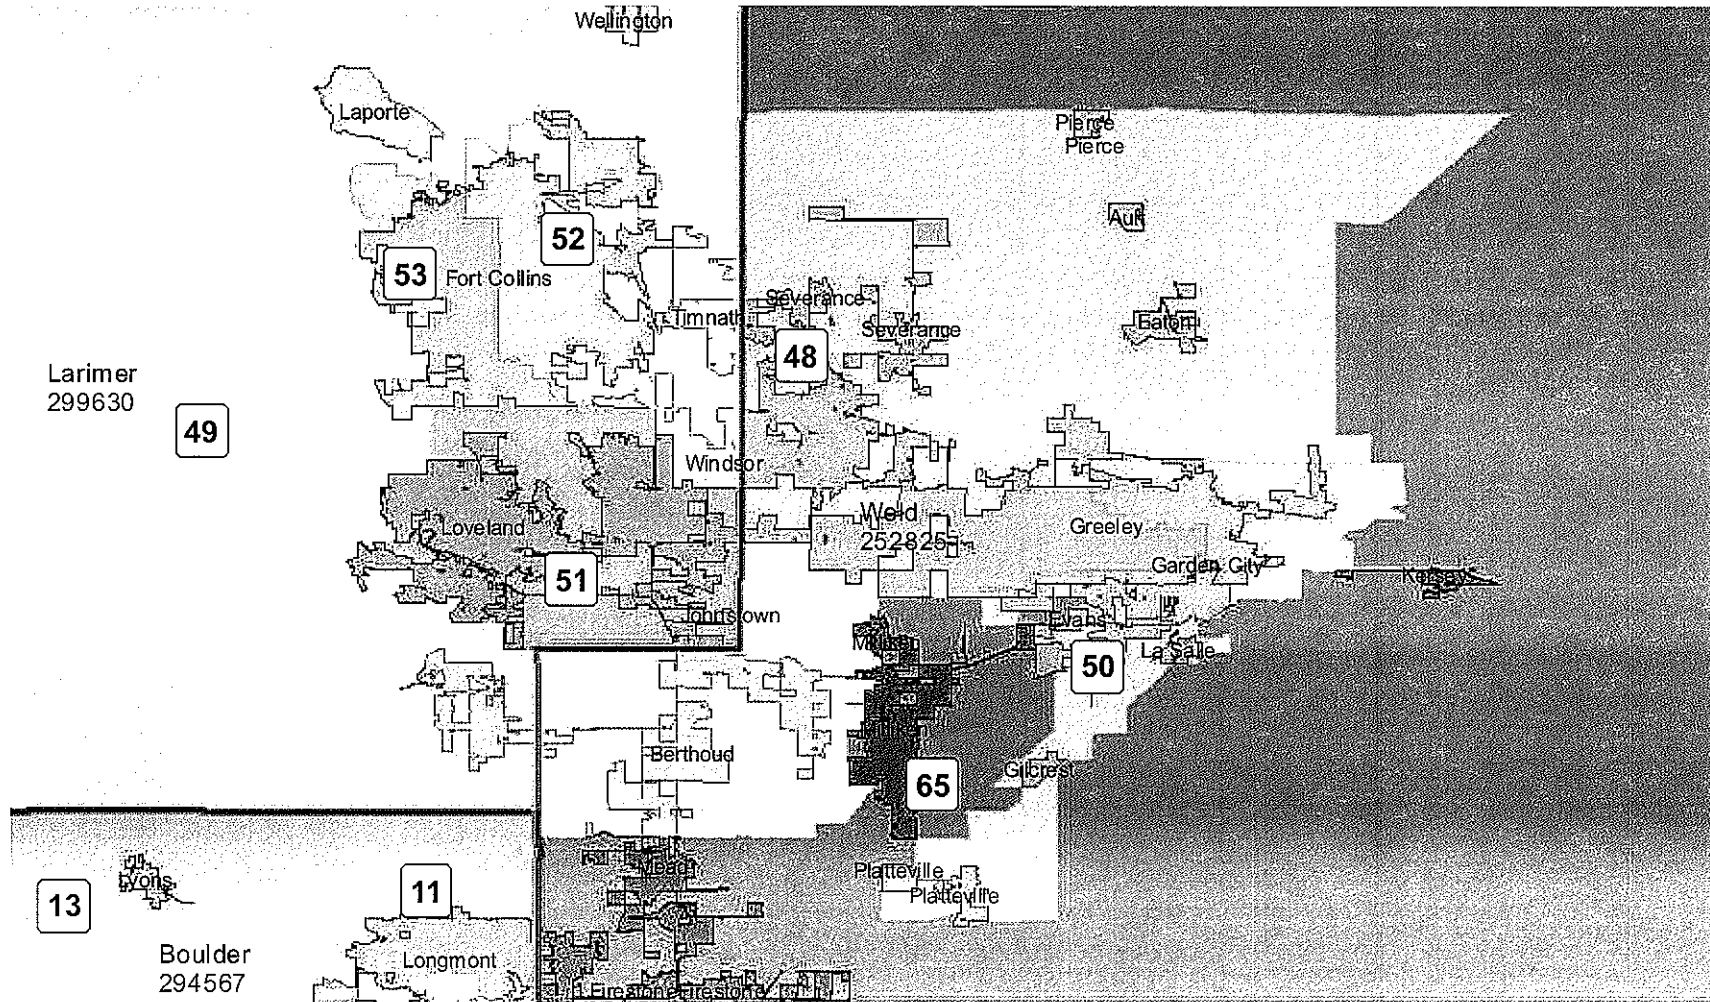 Wellington
Laporte
Pierce
Pierce
Ault
52
53
Fort Collins
Severance
Timnath
Severance
Eaton
48
Larimer
299630
49
Windsor
Weld
252825
Greeley
Loveland
51
Garden City
Kersey
Johnstown
Evans
Milliken
La Salle
50
Milliken
Berthoud
Gilcrest
65
Mead
Platteville
Platteville
Lyons
13
11
Boulder
294567
Longmont
Firestone
Firestone